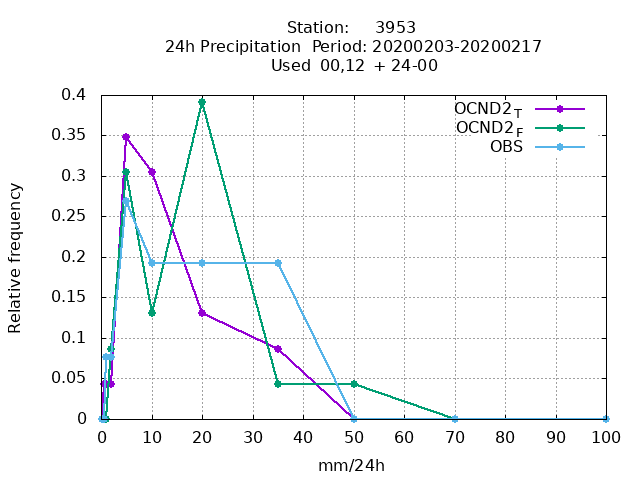 Station: 3953
24h Precipitation Period: 20200203-20200217
Used 00,12 + 24-00
OCND2T
OCND2F
OBS
0.4
0.35
0.3
0.25
0.2
0.15
0.1
0.05
0
Relative frequency
0 10 20 30 40 50 60 70 80 90 100
mm/24h